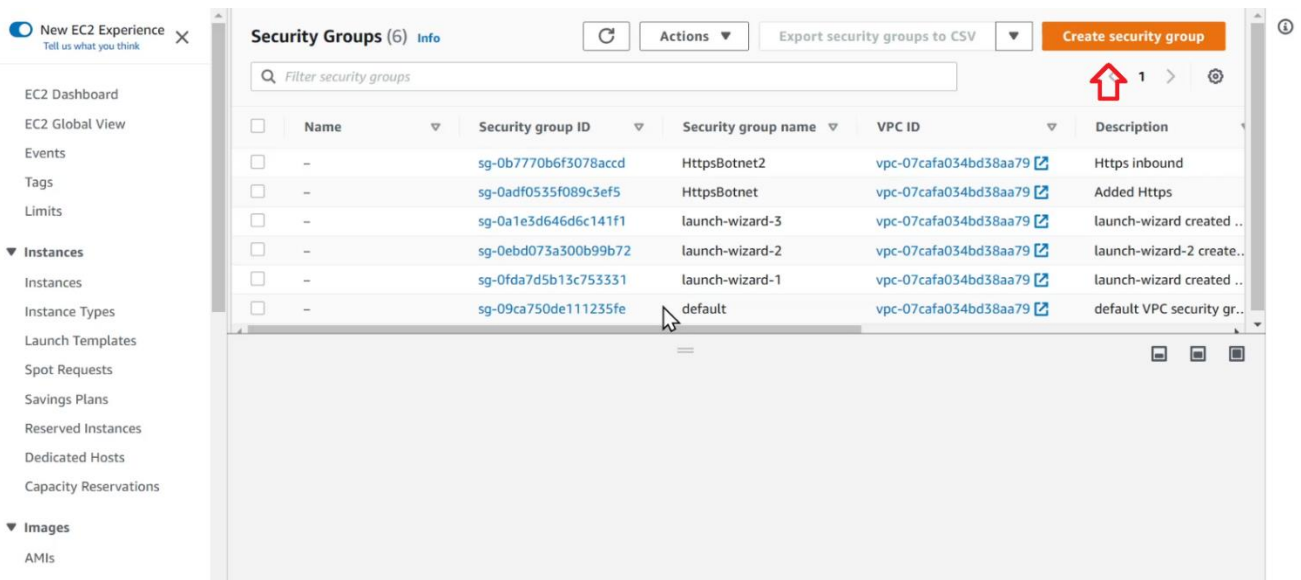 New EC2 Experience
Tell us what you think
EC2 Dashboard
EC2 Global View
Events
Tags
Limits
Instances
Instances
Instance Types
Launch Templates
Spot Requests
Savings Plans
Reserved Instances
Dedicated Hosts
Capacity Reservations
Images
AMIs
Security Groups (6) Info Actions Export security groups to CSV Create security group
Filter security groups 1
Name Security group ID Security group name VPC ID Description
– sg-0b7770b6f3078accd HttpsBotnet2 vpc-07cafa034bd38aa79 Https inbound
– sg-0adf0535f089c3ef5 HttpsBotnet vpc-07cafa034bd38aa79 Added Https
– sg-0a1e3d646d6c141f1 launch-wizard-3 vpc-07cafa034bd38aa79 launch-wizard created ..
– sg-0ebd073a300b99b72 launch-wizard-2 vpc-07cafa034bd38aa79 launch-wizard-2 create..
– sg-0fda7d5b13c753331 launch-wizard-1 vpc-07cafa034bd38aa79 launch-wizard created ..
– sg-09ca750de111235fe default vpc-07cafa034bd38aa79 default VPC security gr..